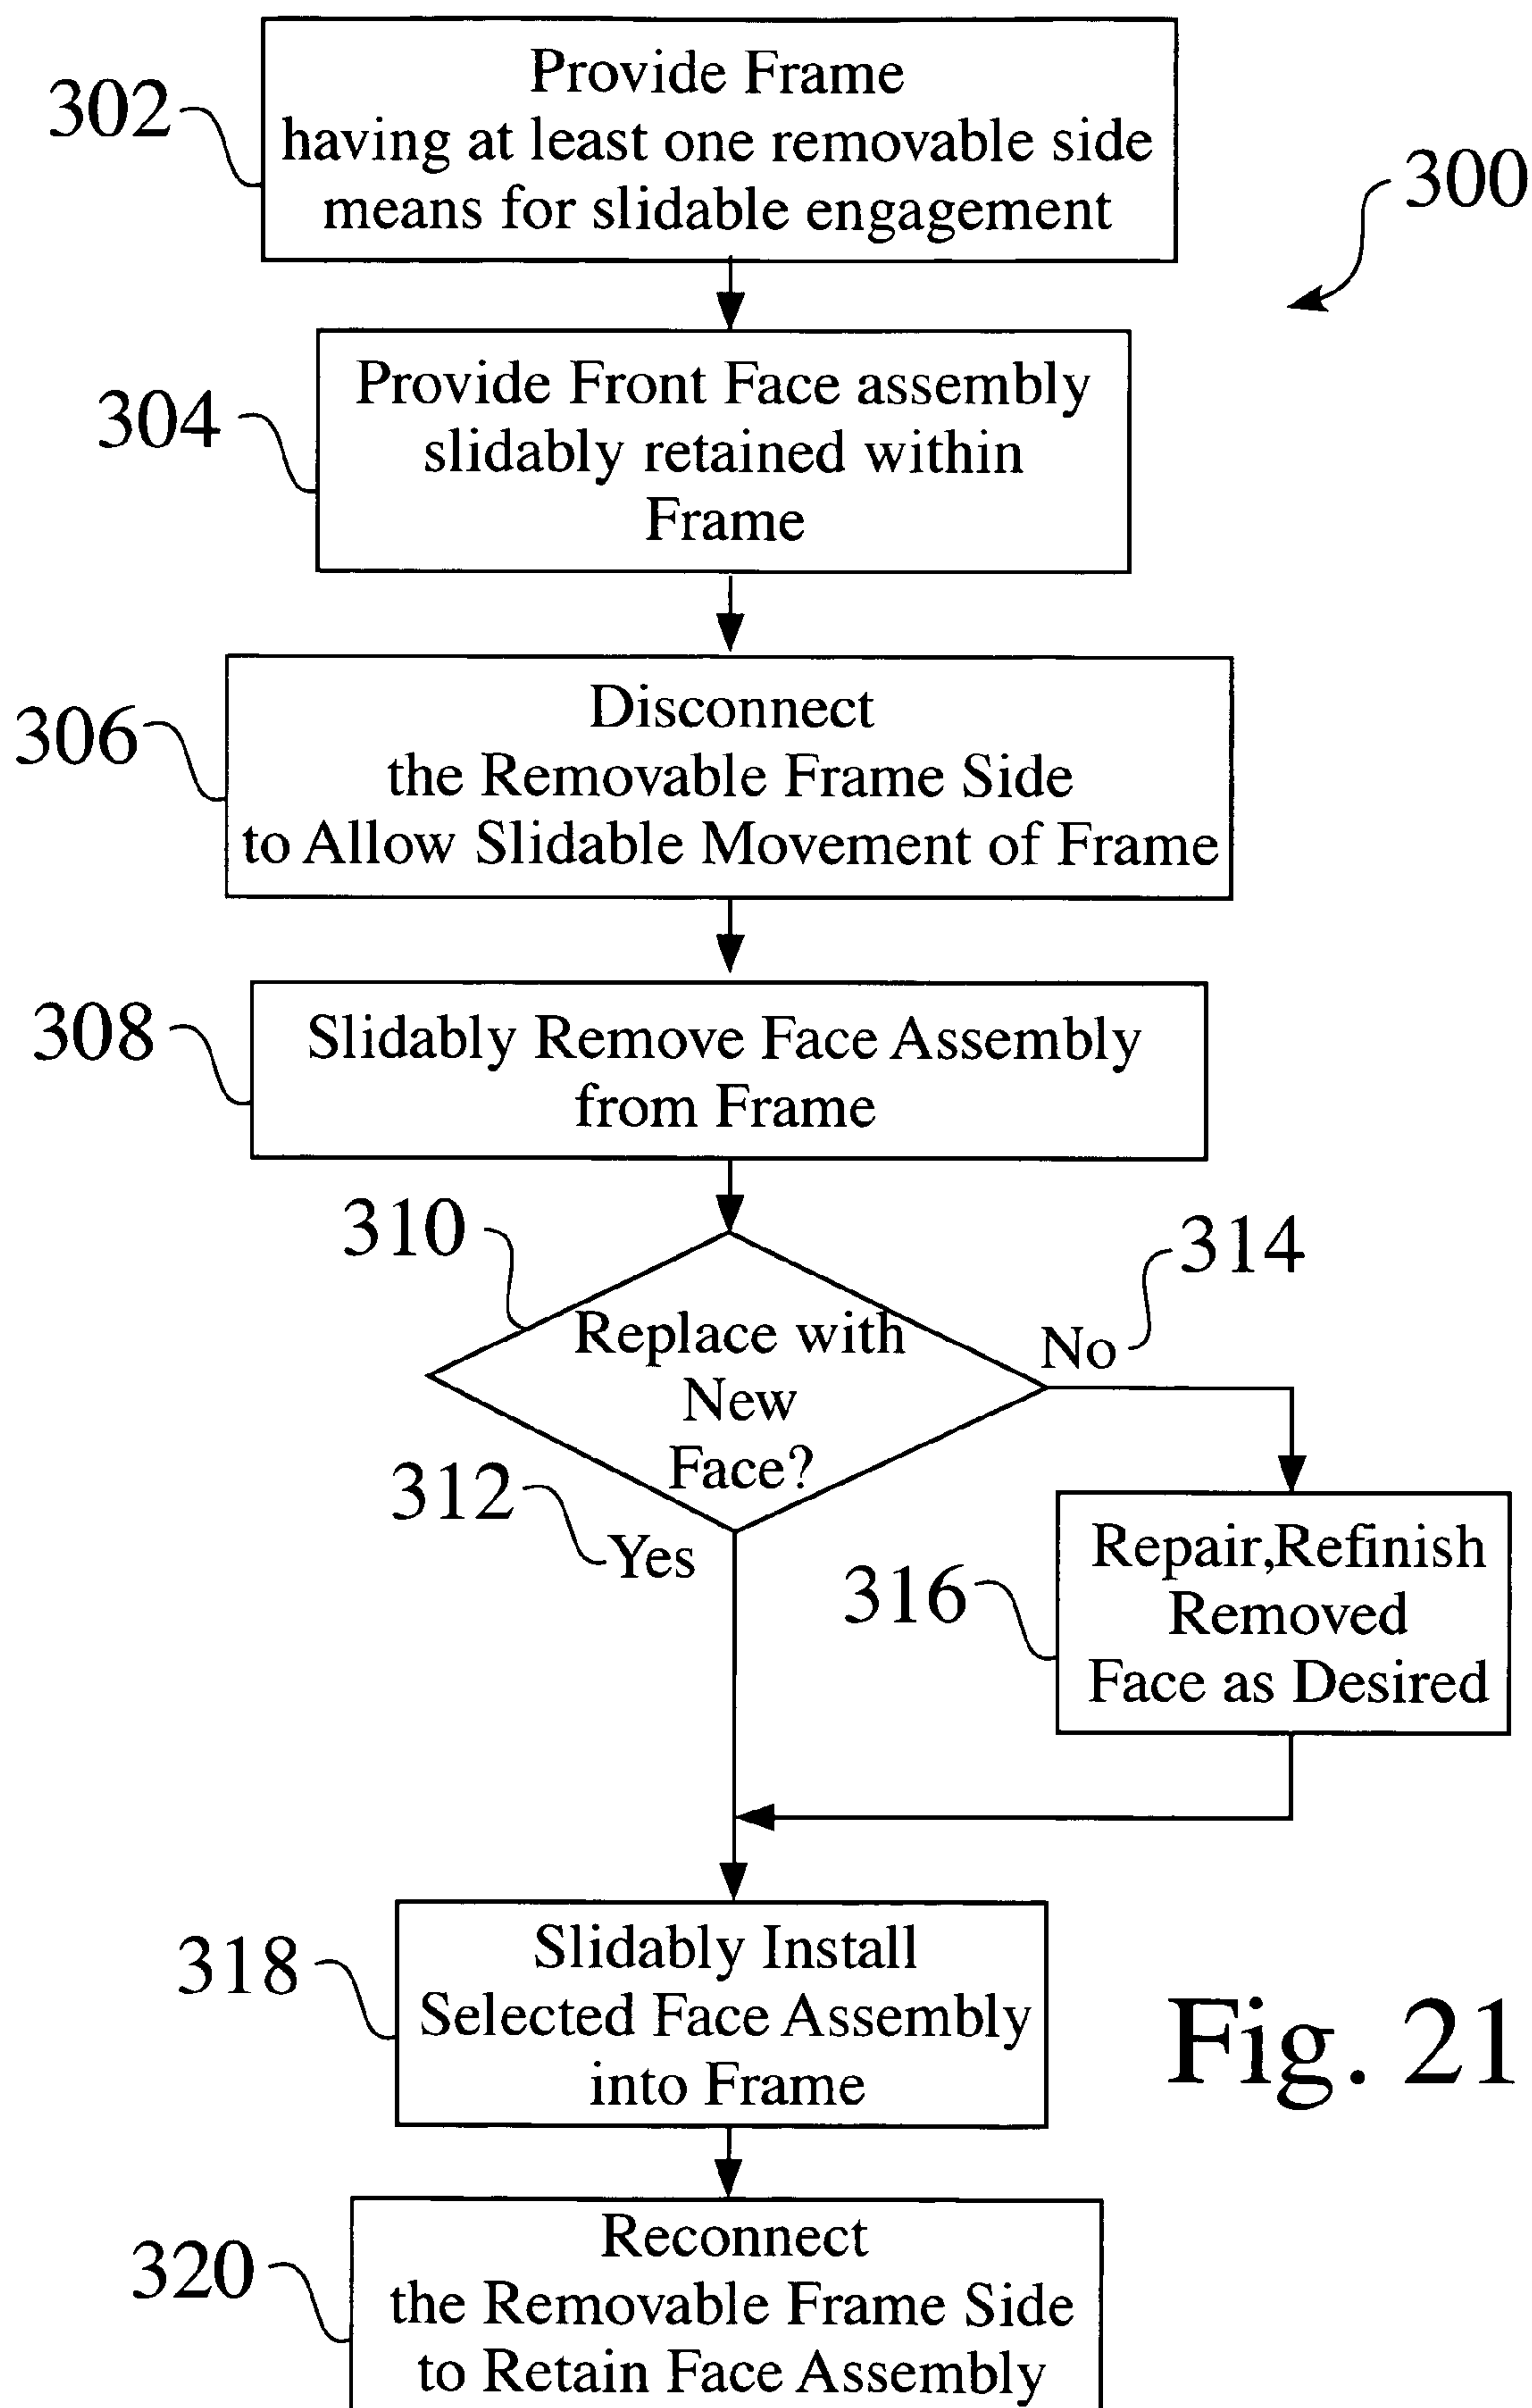 Provide Frame
302
having at least one removable side
means for slidable engagement
300
Provide Front Face assembly
304
slidably retained within
Frame
Disconnect
306
the Removable Frame Side
to Allow Slidable Movement of Frame
308
Slidably Remove Face Assembly
from Frame
310
314
Replace with
No
New
Face?
312
Yes
Repair,Refinish
316
Removed
Face as Desired
Slidably Install
318
Selected Face Assembly
into Frame
Fig. 21
Reconnect
320
the Removable Frame Side
to Retain Face Assembly